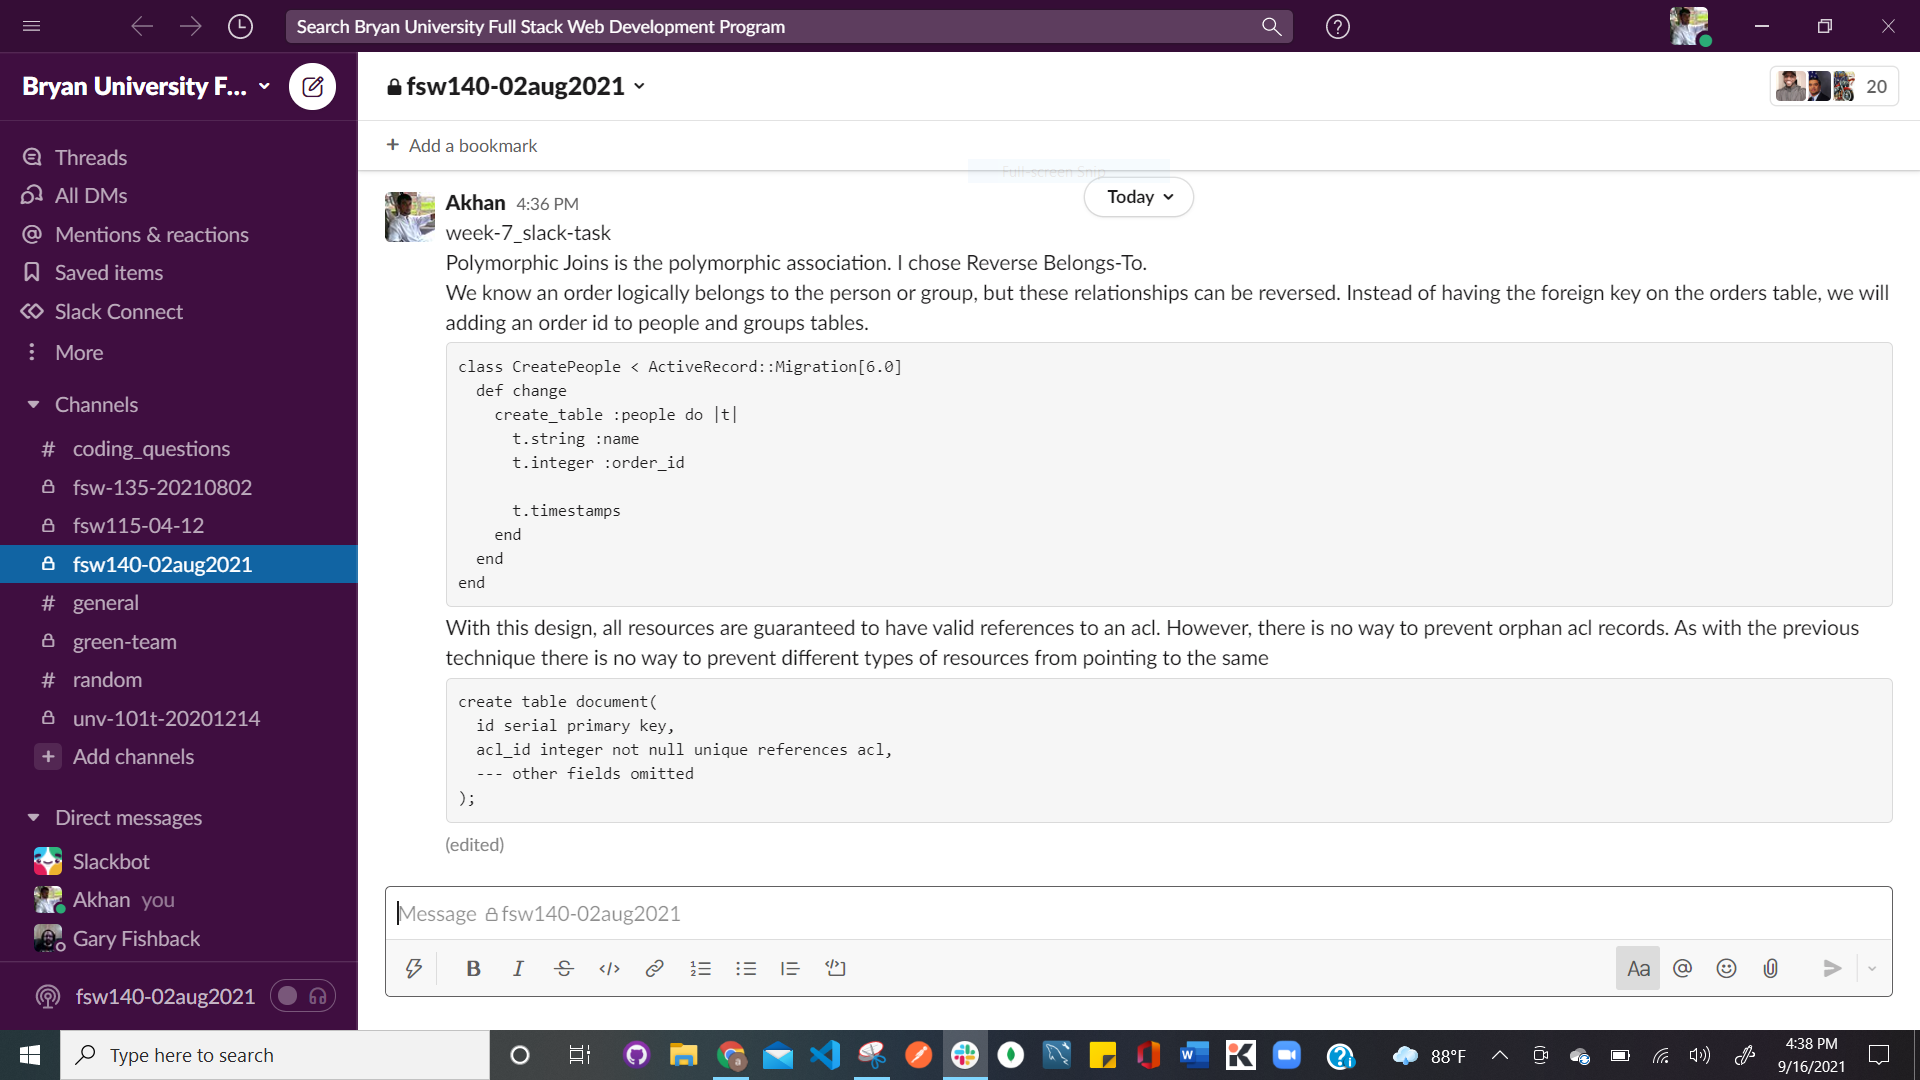 Search Bryan University Full Stack Web Development Program
Bryan University F...
fsw140-02aug2021
20
Add a bookmark
Full-screen Snip
Threads
All DMs
Mentions & reactions
Saved items
Slack Connect
More
Channels
# coding_questions
fsw-135-20210802
fsw115-04-12
fsw140-02aug2021
# general
green-team
# random
unv-101t-20201214
+ Add channels
Direct messages
Slackbot
Akhan you
Gary Fishback
fsw140-02aug2021
Today
Akhan 4:36 PM
week-7_slack-task
Polymorphic Joins is the polymorphic association. I chose Reverse Belongs-To.
We know an order logically belongs to the person or group, but these relationships can be reversed. Instead of having the foreign key on the orders table, we will
adding an order id to people and groups tables.
class CreatePeople < ActiveRecord::Migration[6.0]
  def change
    create_table :people do |t|
      t.string :name
      t.integer :order_id
      t.timestamps
    end
  end
end
With this design, all resources are guaranteed to have valid references to an acl. However, there is no way to prevent orphan acl records. As with the previous
technique there is no way to prevent different types of resources from pointing to the same
create table document(
  id serial primary key,
  acl_id integer not null unique references acl,
  --- other fields omitted
);
(edited)
Message fsw140-02aug2021
B I S </> Aa @
Type here to search
88°F
4:38 PM
9/16/2021